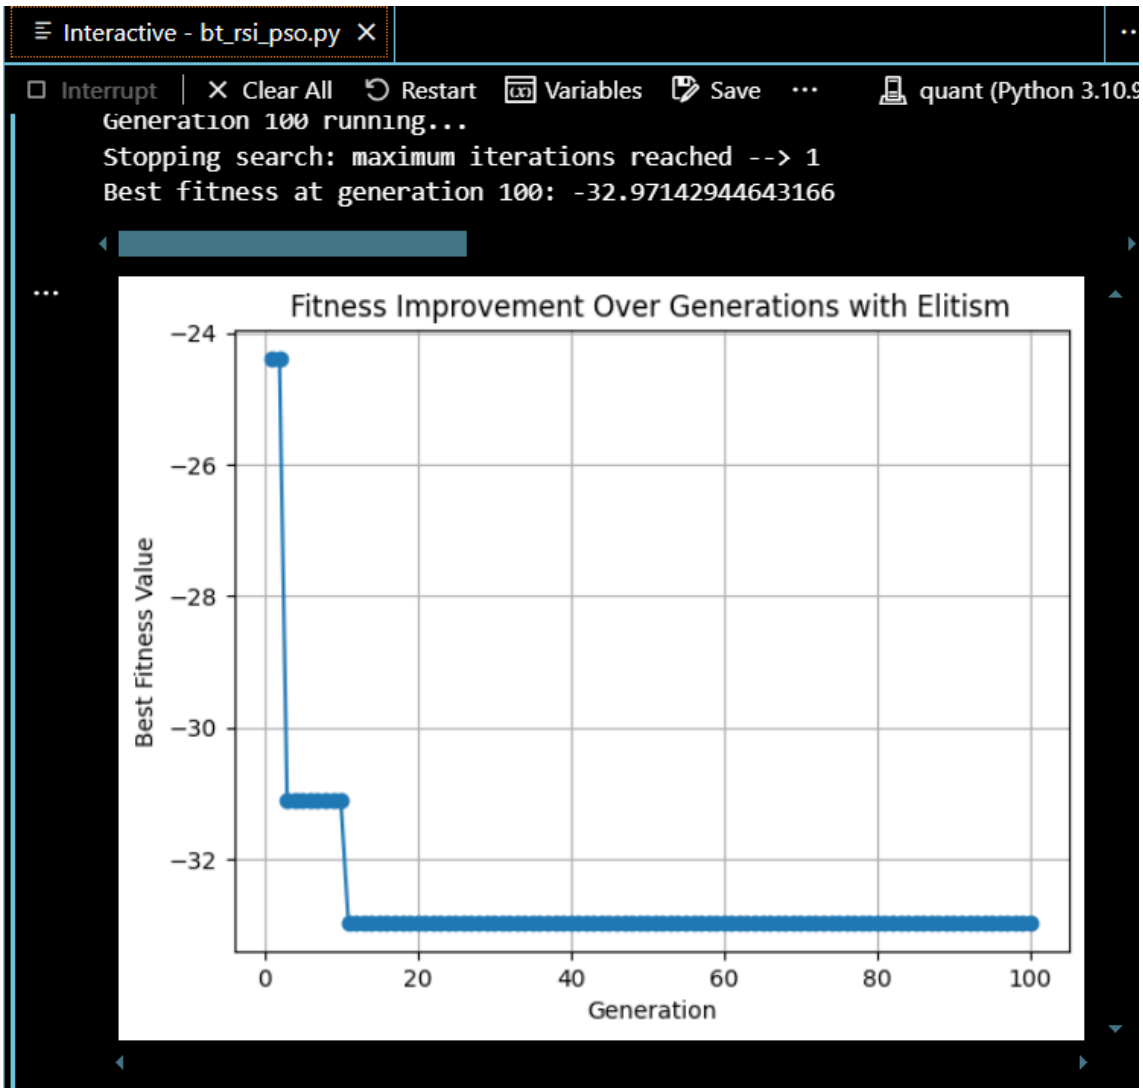 Interactive - bt_rsi_pso.py
Interrupt Clear All Restart Variables Save ... quant (Python 3.10.9
Generation 100 running...
Stopping search: maximum iterations reached --> 1
Best fitness at generation 100: -32.97142944643166
...
Fitness Improvement Over Generations with Elitism
−24
−26
−28
−30
−32
Best Fitness Value
0 20 40 60 80 100
Generation